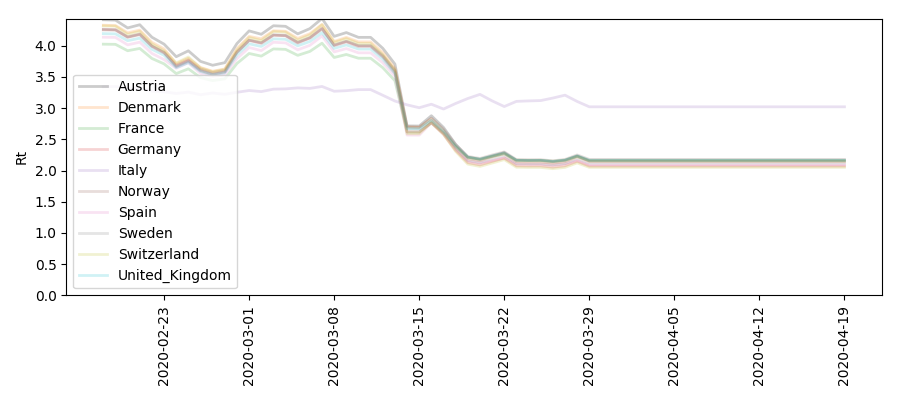 4.0
3.5
3.0
2.5
2.0
1.5
1.0
0.5
0.0
Rt
Austria
Denmark
France
Germany
Italy
Norway
Spain
Sweden
Switzerland
United_Kingdom
2020-02-23
2020-03-01
2020-03-08
2020-03-15
2020-03-22
2020-03-29
2020-04-05
2020-04-12
2020-04-19